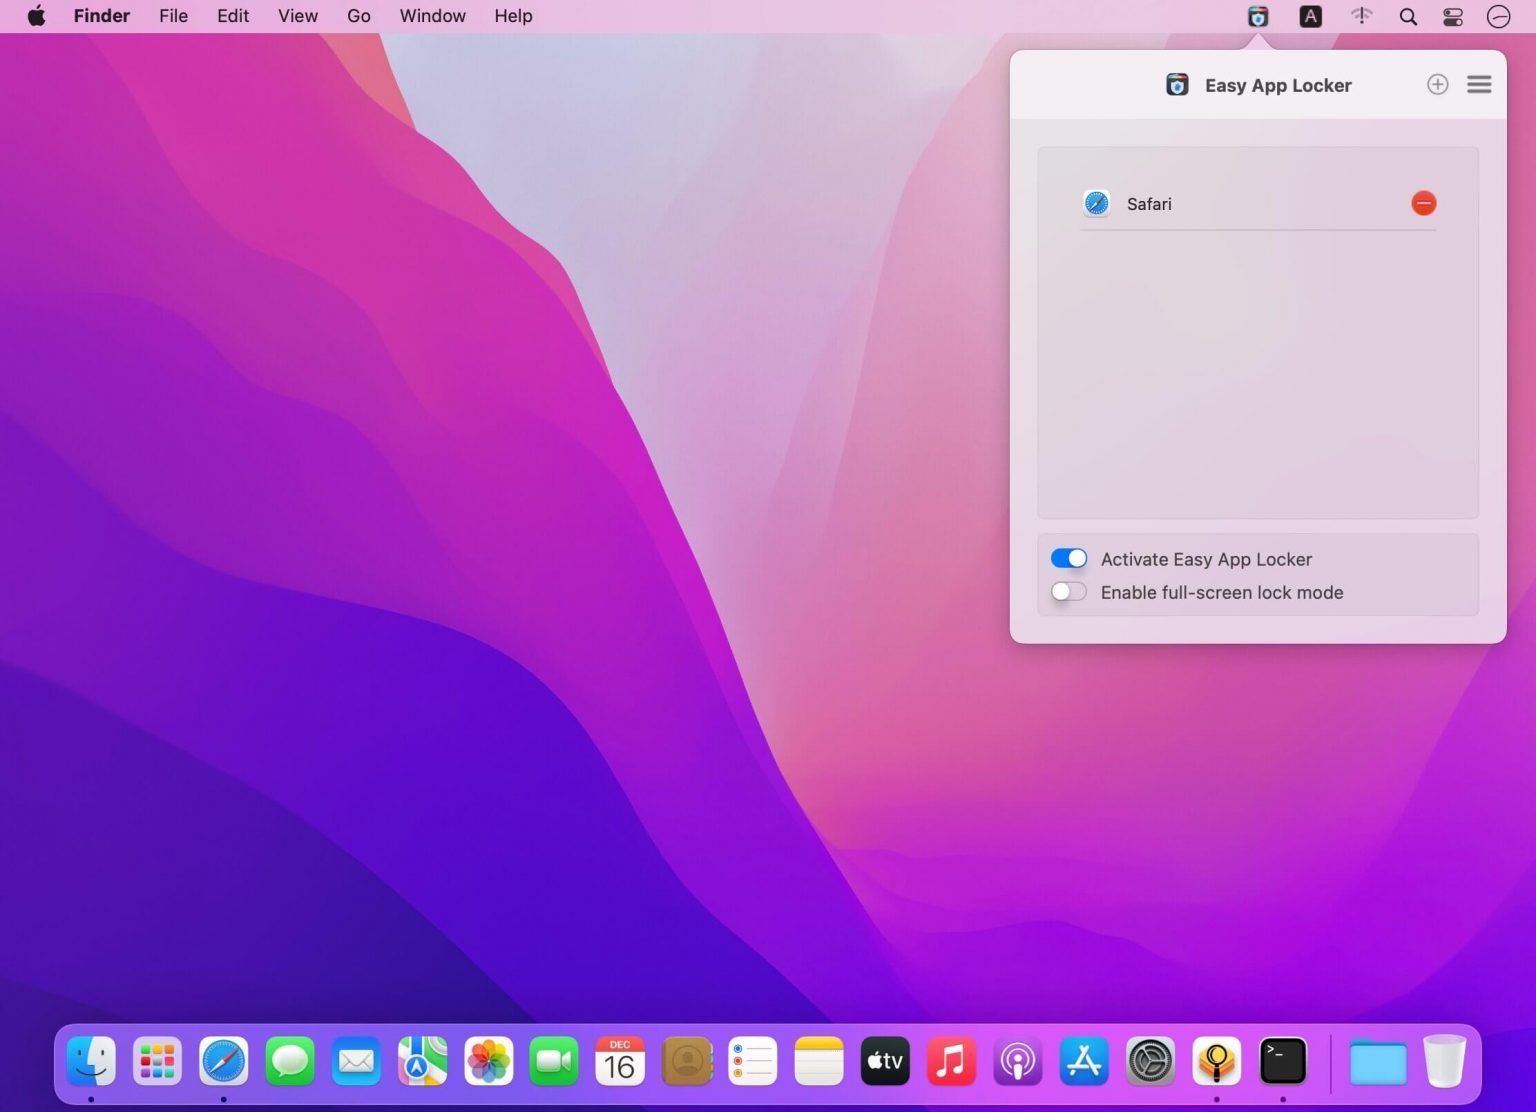 Finder File Edit View Go Window Help A
Easy App Locker
Safari
Activate Easy App Locker
Enable full-screen lock mode
DEC
16
tv
>_